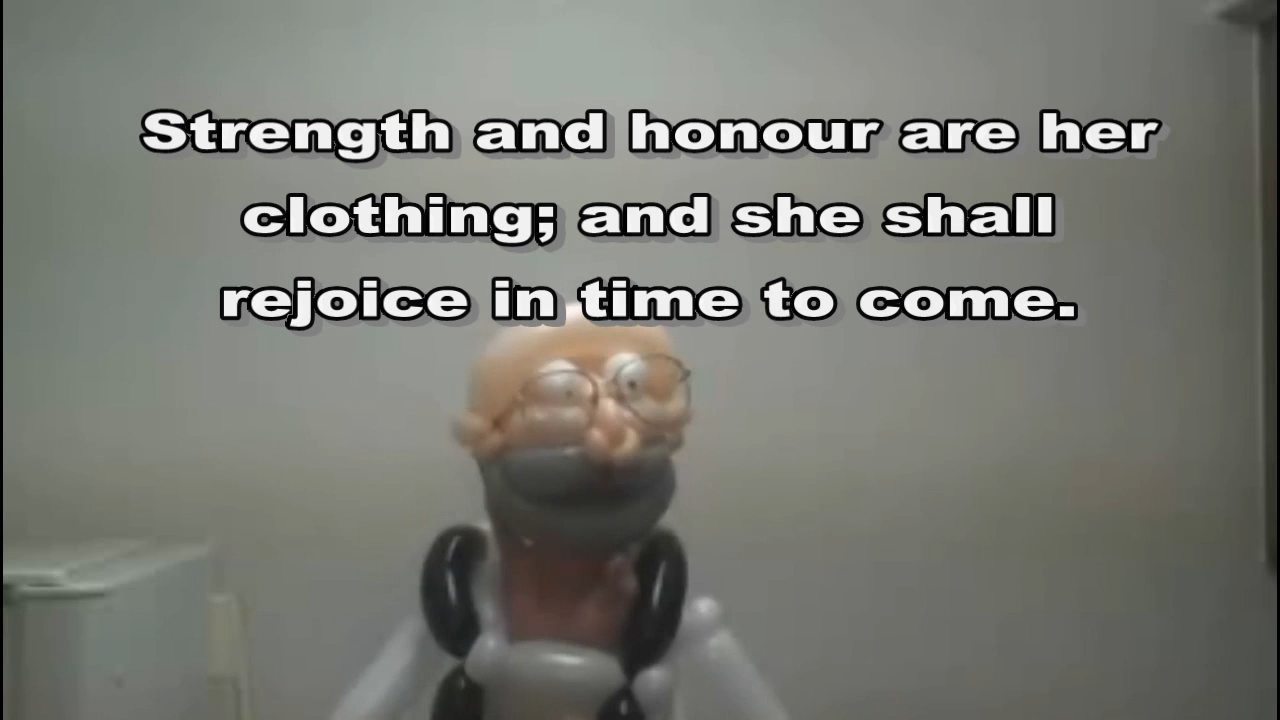 Strength and honour are her
clothing; and she shall
rejoice in time to come.